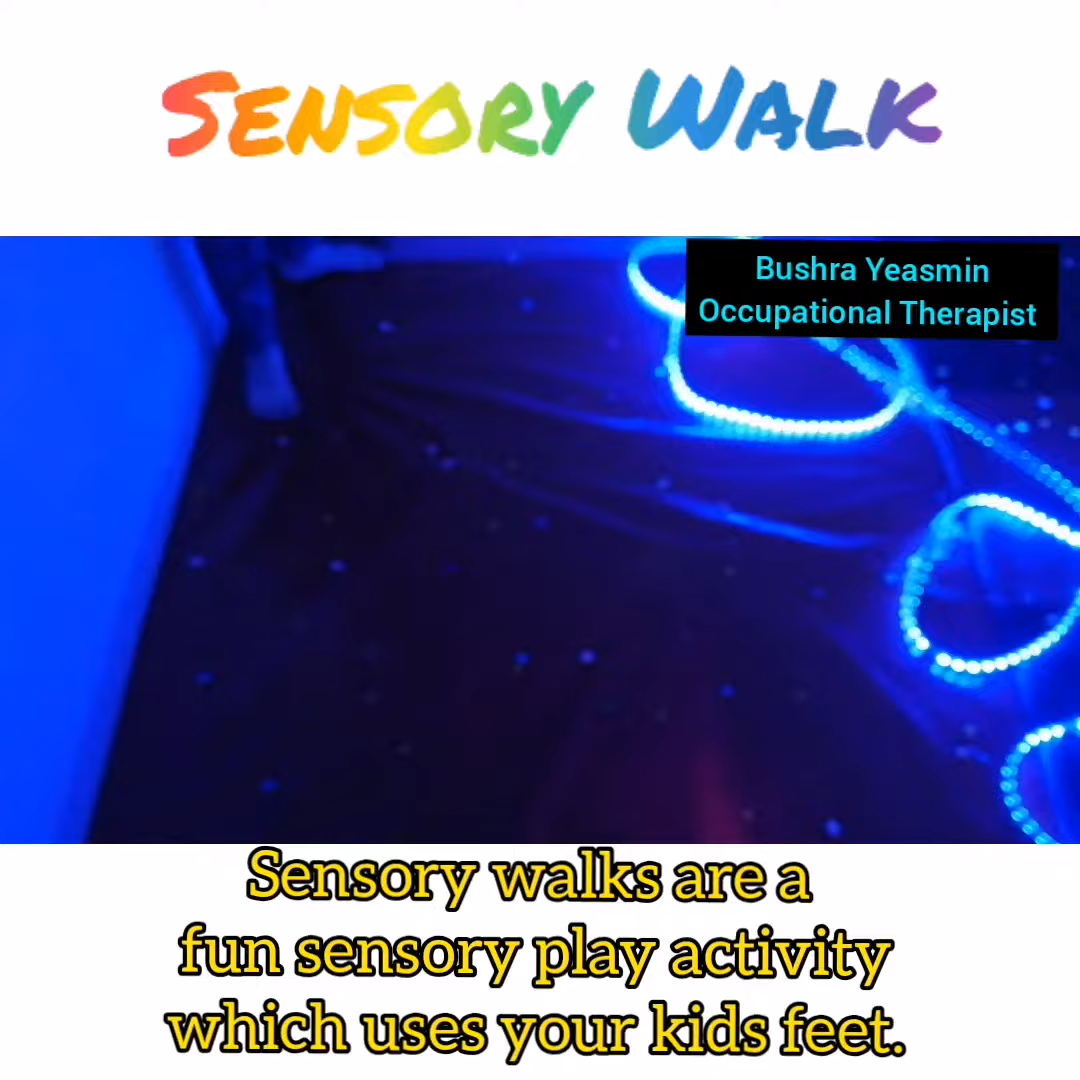 SENSORY WALK
Bushra Yeasmin
Occupational Therapist
Sensory walks are a
fun sensory play activity
which uses your kids feet.